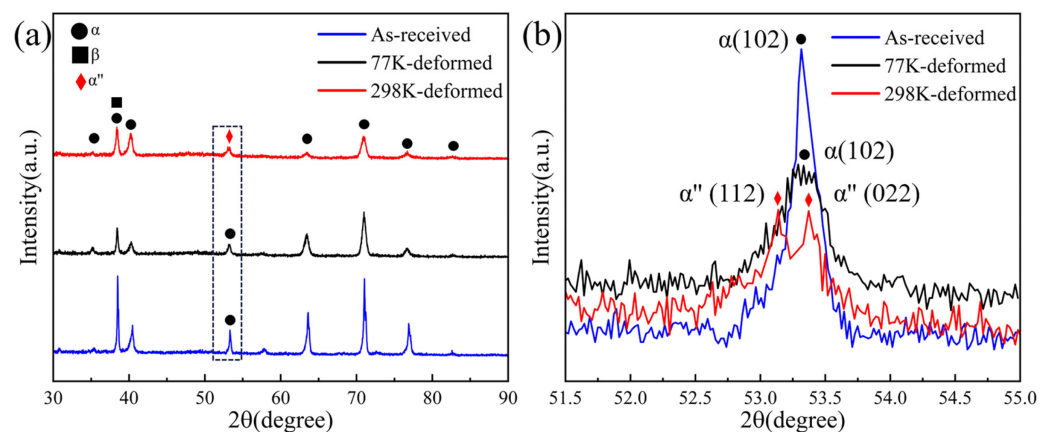 (a)
α
β
α"
As-received
77K-deformed
298K-deformed
Intensity(a.u.)
30 40 50 60 70 80 90
2θ(degree)
(b)
α(102)
As-received
77K-deformed
298K-deformed
α(102)
α" (112)
α" (022)
Intensity(a.u.)
51.5 52.0 52.5 53.0 53.5 54.0 54.5 55.0
2θ(degree)